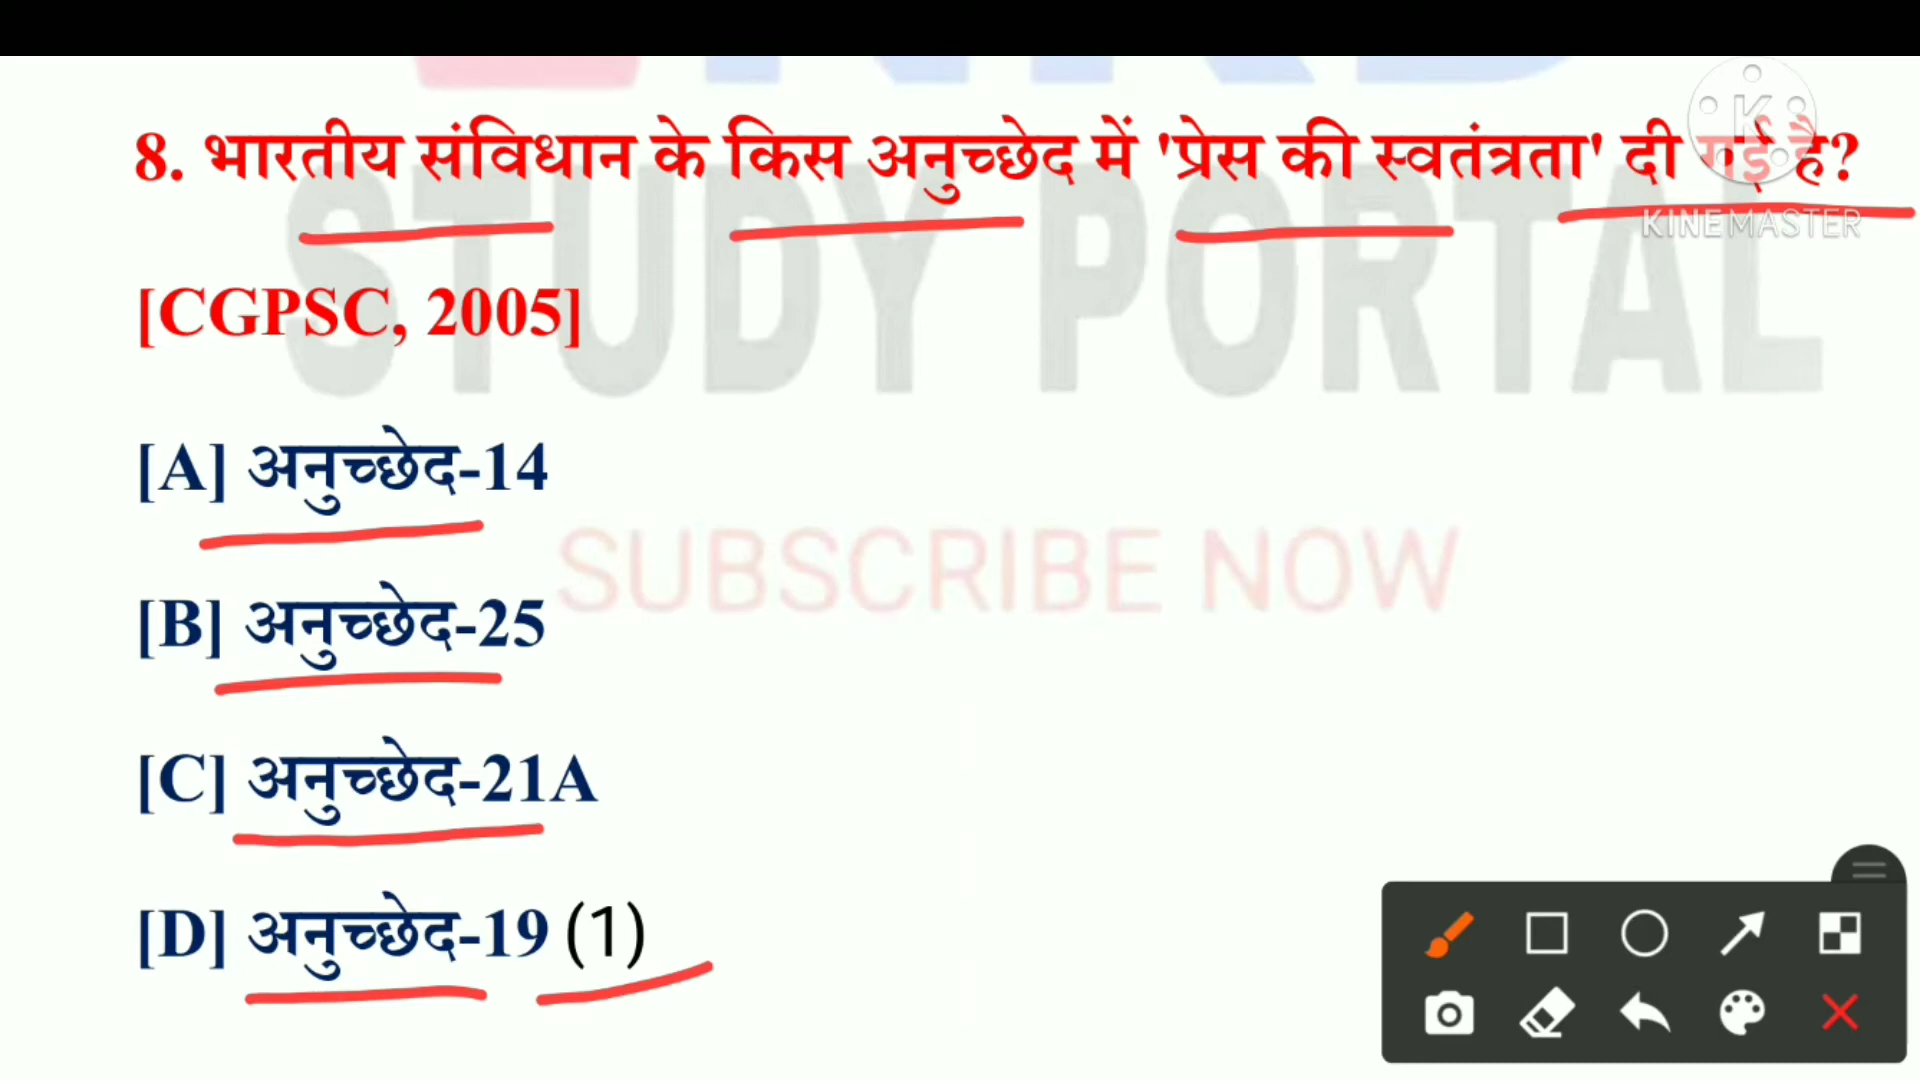 8. भारतीय संविधान के किस अनुच्छेद में 'प्रेस की स्वतंत्रता' दी गई है?
KINEMASTER
[CGPSC, 2005]
STUDY PORTAL
[A] अनुच्छेद-14
SUBSCRIBE NOW
[B] अनुच्छेद-25
[C] अनुच्छेद-21A
[D] अनुच्छेद-19 (1)